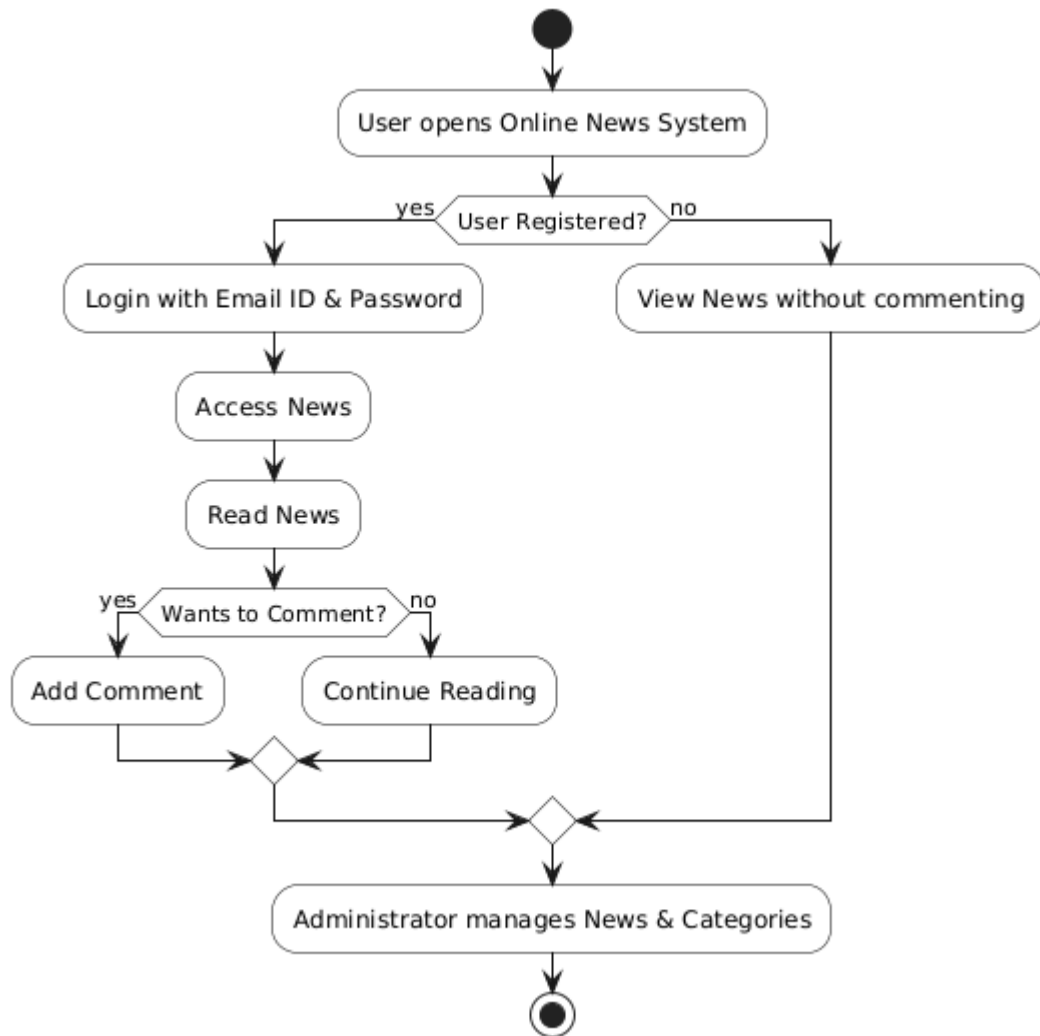 User opens Online News System
yes
User Registered?
no
Login with Email ID & Password
View News without commenting
Access News
Read News
yes
Wants to Comment?
no
Add Comment
Continue Reading
Administrator manages News & Categories